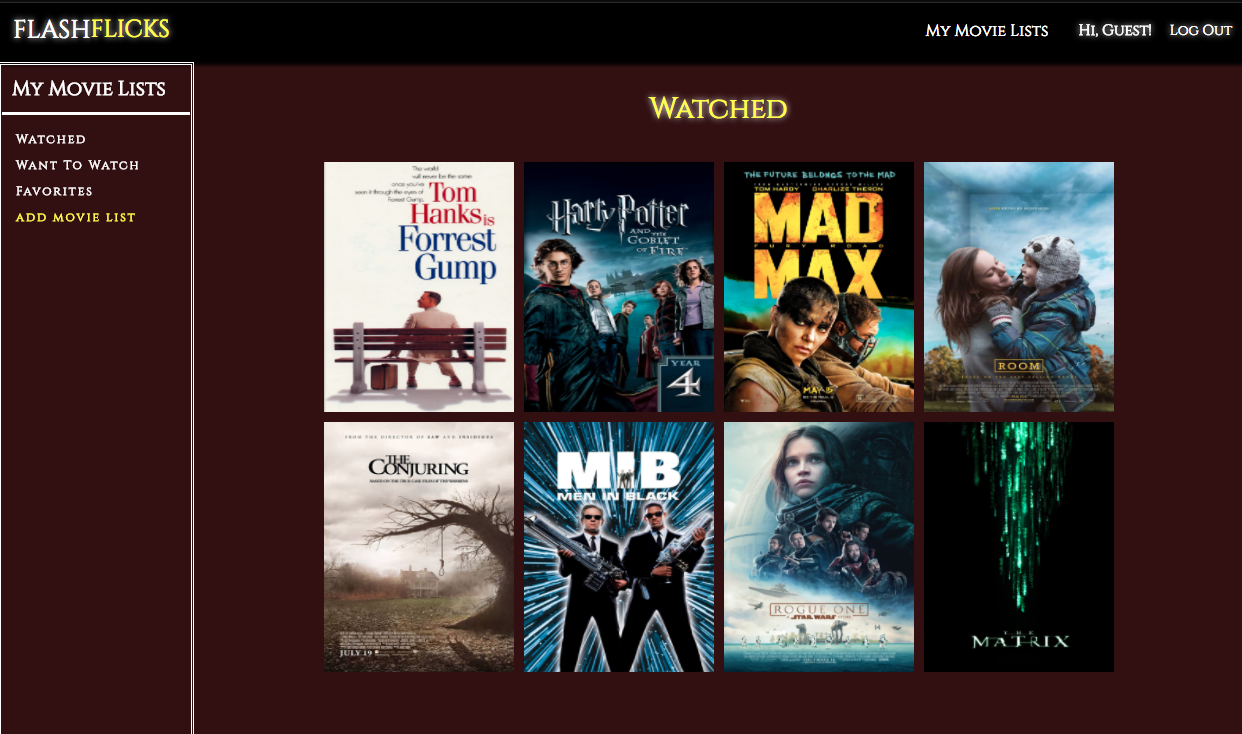 FLASHFLICKS
My Movie Lists
Hi, Guest!
Log Out
My Movie Lists
Watched
Want To Watch
Favorites
ADD MOVIE LIST
Watched
The world
will never be the same
once you've
seen it through the eyes of
Forrest Gump.
Tom
Hanks is
Forrest
Gump
Harry Potter
AND THE
GOBLET
OF FIRE
YEAR
4
THE FUTURE BELONGS TO THE MAD
TOM HARDY CHARLIZE THERON
MAD
FURY ROAD
MAX
ROOM
FROM THE DIRECTOR OF SAW AND INSIDIOUS
THE
CONJURING
BASED ON THE TRUE CASE FILES OF THE WARRENS
JULY 19
MIB
MEN IN BLACK
ROGUE ONE
A STAR WARS STORY
THE
MATRIX